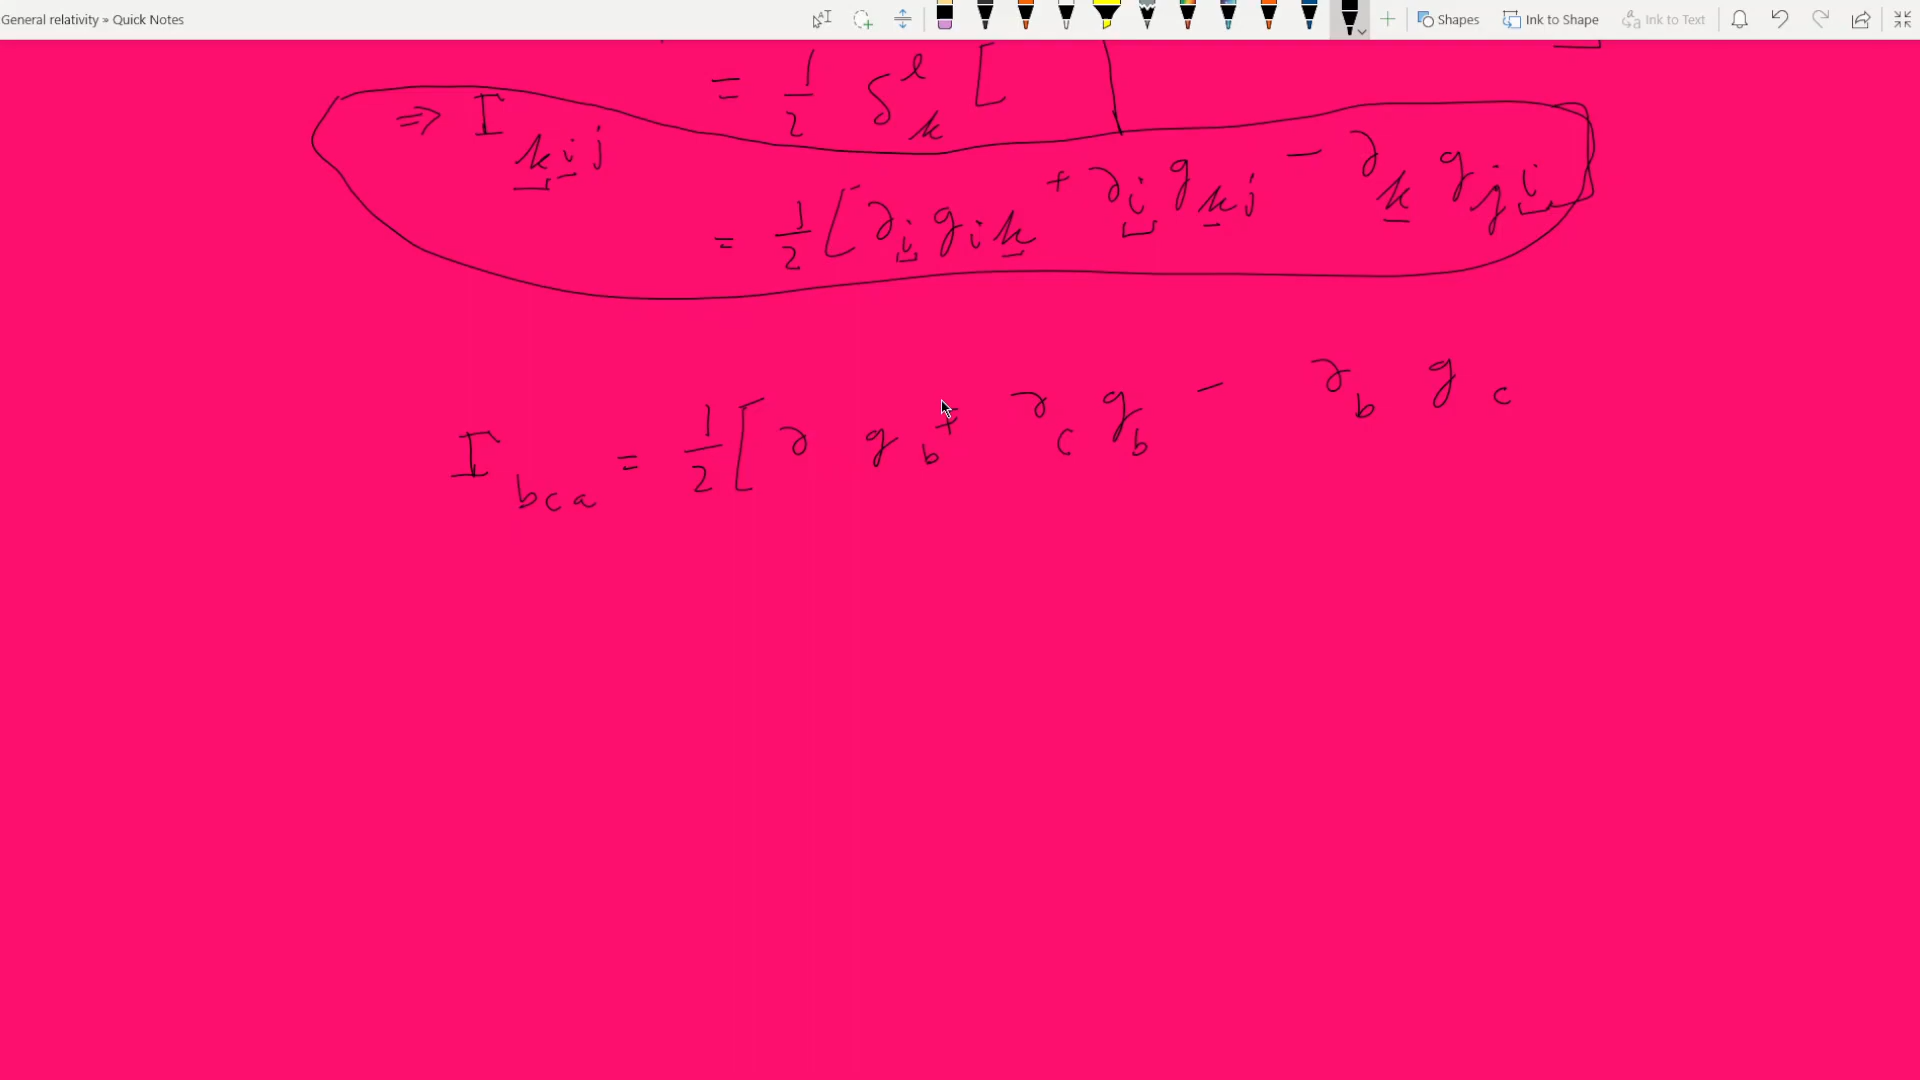 General relativity » Quick Notes
Shapes Ink to Shape Ink to Text
= 1/2 δ^l_k [
⇒ Γ_kij
= 1/2 [∂_i g_ik + ∂_i g_kj − ∂_k g_ji
Γ_bca = 1/2 [∂ g_b + ∂_c g_b − ∂_b g_c